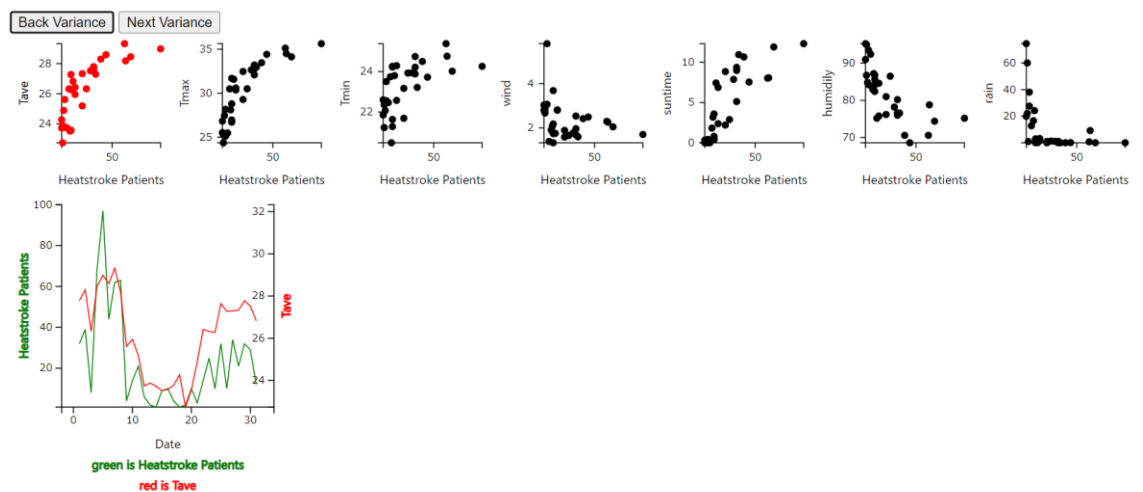 Back Variance Next Variance
28
26
24
Tave
50
Heatstroke Patients
35
30
25
Tmax
50
Heatstroke Patients
24
22
Tmin
50
Heatstroke Patients
4
2
wind
50
Heatstroke Patients
10
5
0
suntime
50
Heatstroke Patients
90
80
70
humidily
50
Heatstroke Patients
80
60
40
20
0
rain
50
Heatstroke Patients
100
80
60
40
20
Heatstroke Patients
32
30
28
26
24
Tave
0 10 20 30
Date
green is Heatstroke Patients
red is Tave